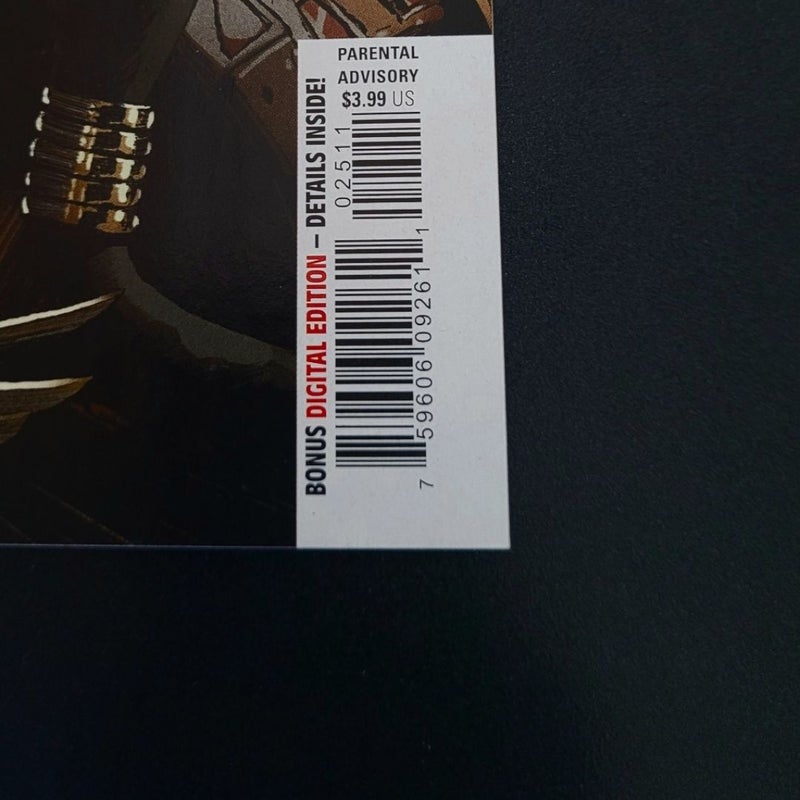 PARENTAL
ADVISORY
$3.99 US
BONUS DIGITAL EDITION – DETAILS INSIDE!
02511
7 59606 09261 1